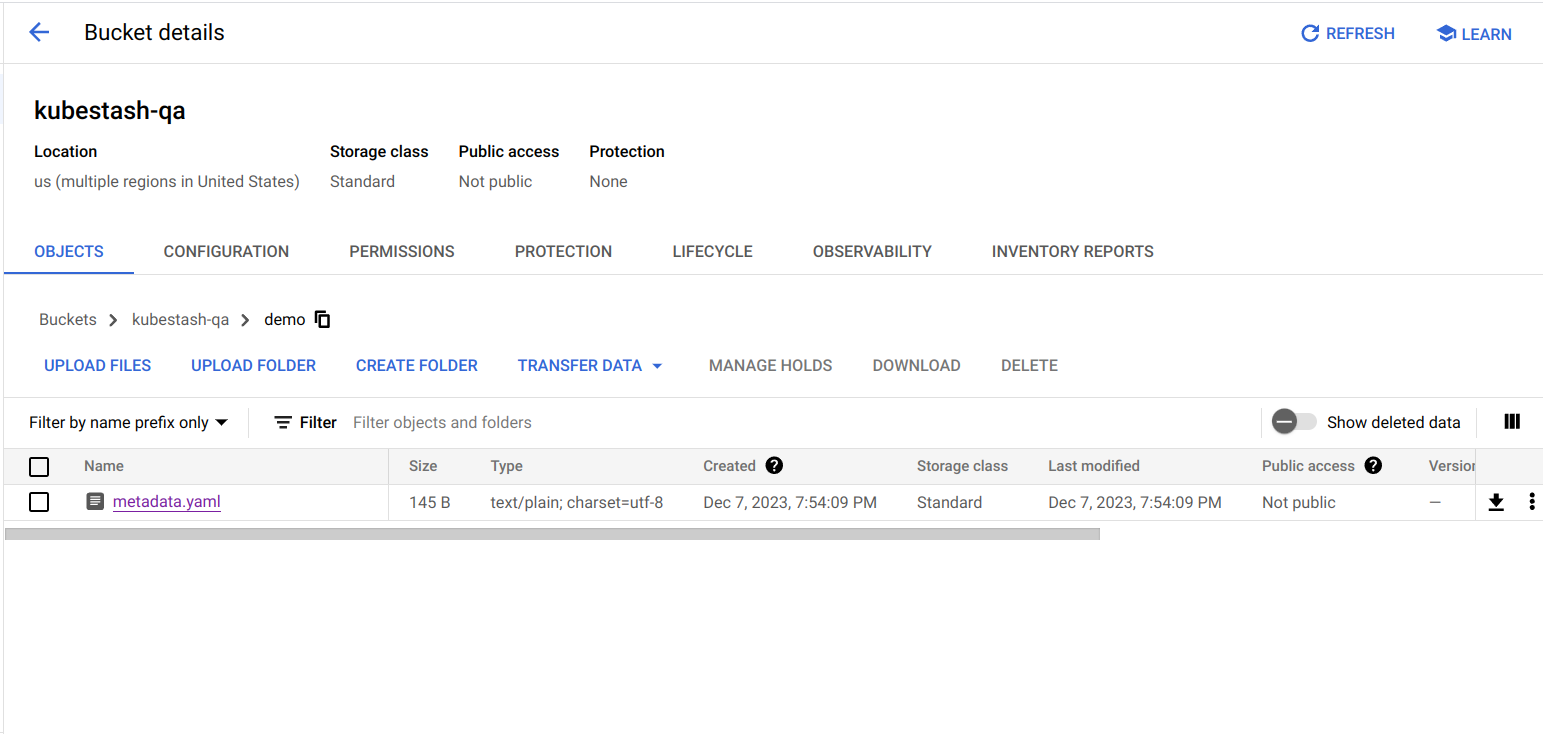 Bucket details
REFRESH
LEARN
kubestash-qa
Location Storage class Public access Protection
us (multiple regions in United States) Standard Not public None
OBJECTS CONFIGURATION PERMISSIONS PROTECTION LIFECYCLE OBSERVABILITY INVENTORY REPORTS
Buckets kubestash-qa demo
UPLOAD FILES UPLOAD FOLDER CREATE FOLDER TRANSFER DATA MANAGE HOLDS DOWNLOAD DELETE
Filter by name prefix only Filter Filter objects and folders Show deleted data
Name Size Type Created Storage class Last modified Public access Version
metadata.yaml 145 B text/plain; charset=utf-8 Dec 7, 2023, 7:54:09 PM Standard Dec 7, 2023, 7:54:09 PM Not public —